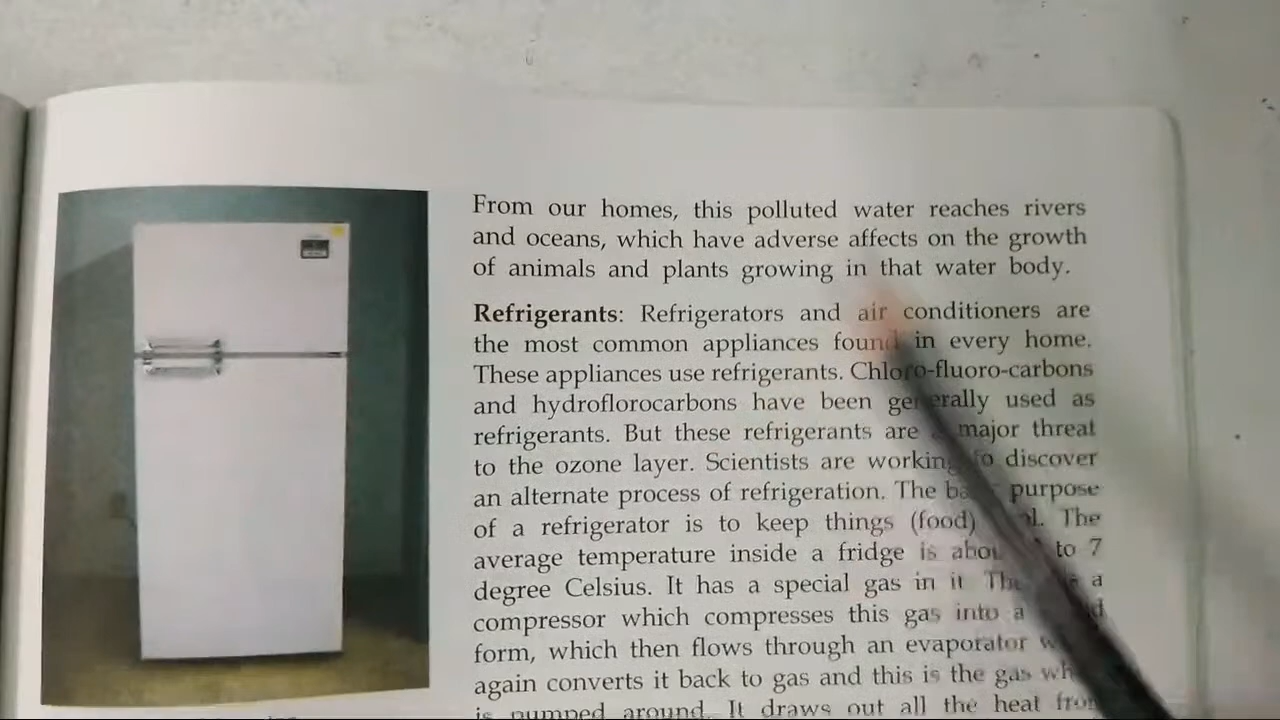 From our homes, this polluted water reaches rivers
and oceans, which have adverse affects on the growth
of animals and plants growing in that water body.
Refrigerants: Refrigerators and air conditioners are
the most common appliances found in every home.
These appliances use refrigerants. Chloro-fluoro-carbons
and hydroflorocarbons have been generally used as
refrigerants. But these refrigerants are a major threat
to the ozone layer. Scientists are working to discover
an alternate process of refrigeration. The purpose
of a refrigerator is to keep things (food) The
average temperature inside a fridge is about to 7
degree Celsius. It has a special gas in it a
compressor which compresses this gas into a
form, which then flows through an evaporator
again converts it back to gas and this is the gas
is pumped around. It draws out all the heat from